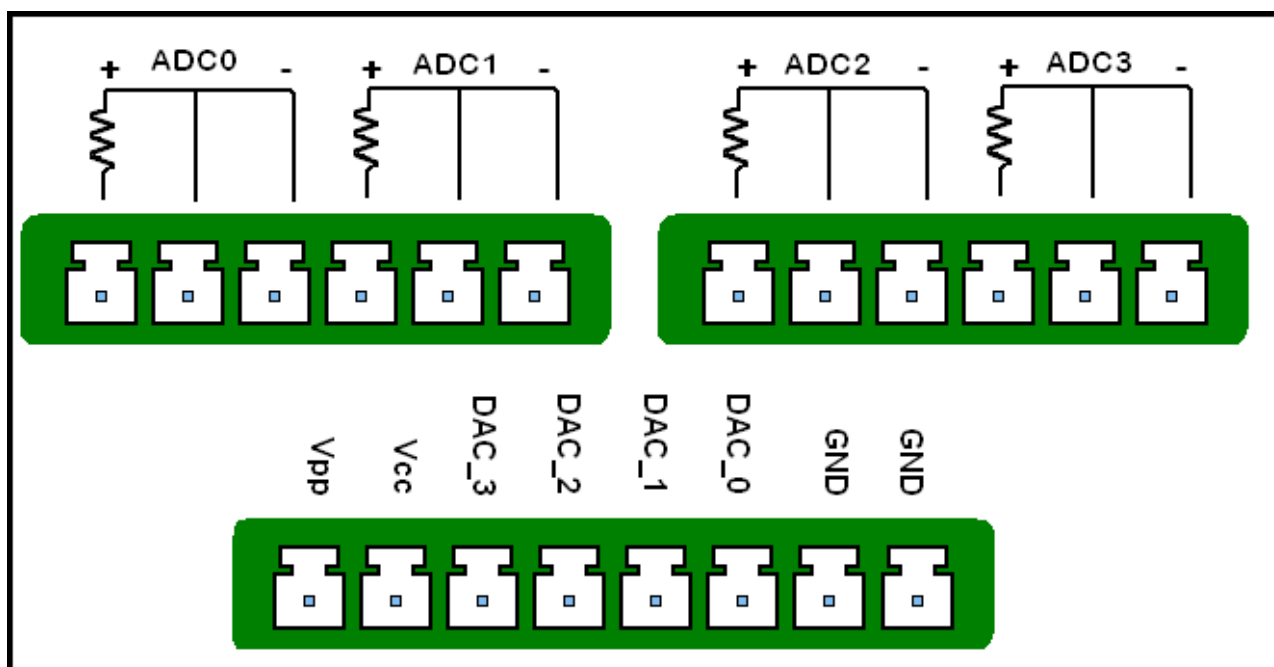 + ADC0 - + ADC1 - + ADC2 - + ADC3 -
Vpp
Vcc
DAC_3
DAC_2
DAC_1
DAC_0
GND
GND